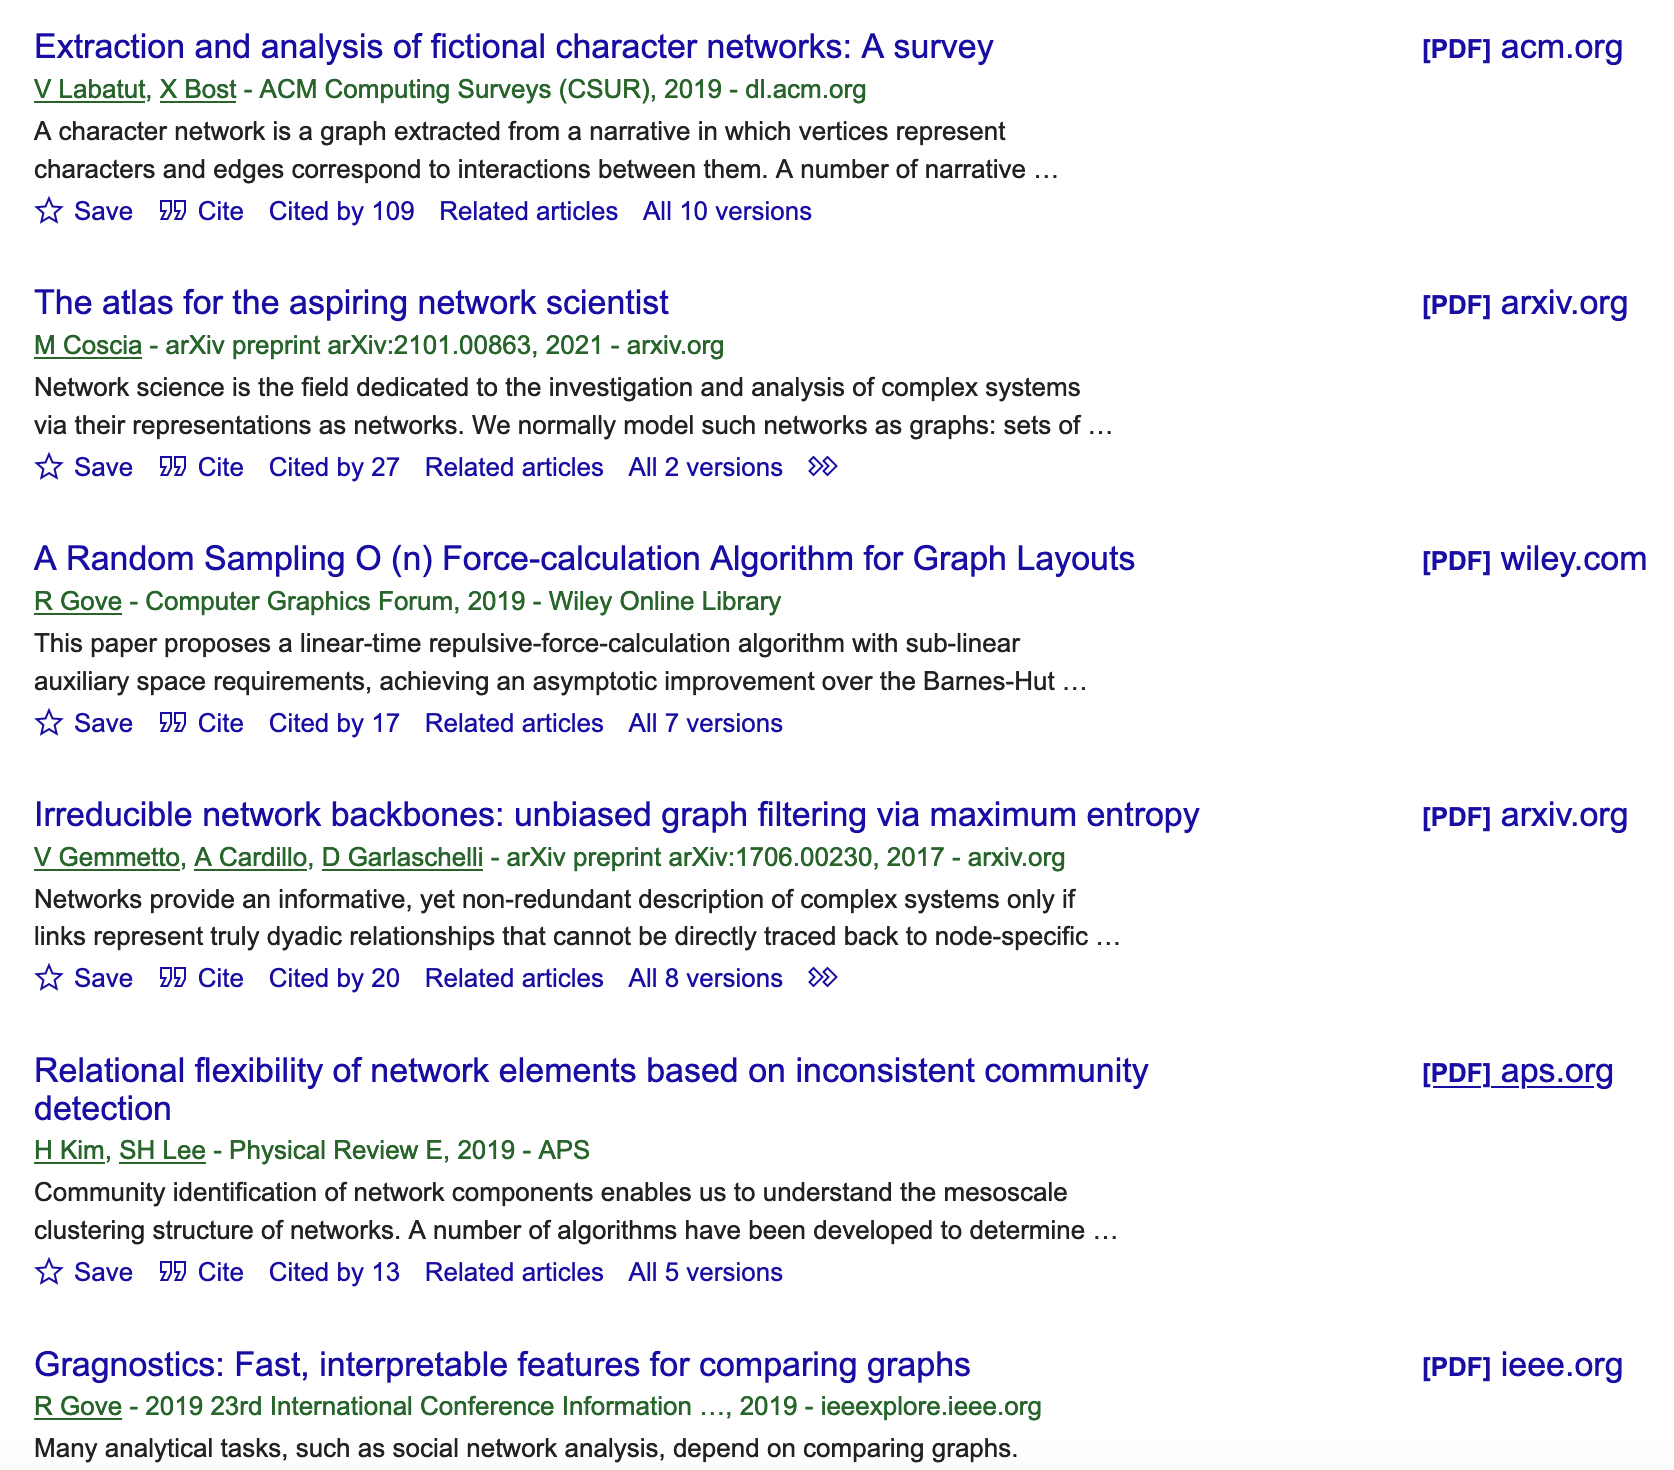 Extraction and analysis of fictional character networks: A survey
[PDF] acm.org
V Labatut, X Bost - ACM Computing Surveys (CSUR), 2019 - dl.acm.org
A character network is a graph extracted from a narrative in which vertices represent
characters and edges correspond to interactions between them. A number of narrative …
Save Cite Cited by 109 Related articles All 10 versions
The atlas for the aspiring network scientist
[PDF] arxiv.org
M Coscia - arXiv preprint arXiv:2101.00863, 2021 - arxiv.org
Network science is the field dedicated to the investigation and analysis of complex systems
via their representations as networks. We normally model such networks as graphs: sets of …
Save Cite Cited by 27 Related articles All 2 versions
A Random Sampling O (n) Force-calculation Algorithm for Graph Layouts
[PDF] wiley.com
R Gove - Computer Graphics Forum, 2019 - Wiley Online Library
This paper proposes a linear-time repulsive-force-calculation algorithm with sub-linear
auxiliary space requirements, achieving an asymptotic improvement over the Barnes-Hut …
Save Cite Cited by 17 Related articles All 7 versions
Irreducible network backbones: unbiased graph filtering via maximum entropy
[PDF] arxiv.org
V Gemmetto, A Cardillo, D Garlaschelli - arXiv preprint arXiv:1706.00230, 2017 - arxiv.org
Networks provide an informative, yet non-redundant description of complex systems only if
links represent truly dyadic relationships that cannot be directly traced back to node-specific …
Save Cite Cited by 20 Related articles All 8 versions
Relational flexibility of network elements based on inconsistent community
detection
[PDF] aps.org
H Kim, SH Lee - Physical Review E, 2019 - APS
Community identification of network components enables us to understand the mesoscale
clustering structure of networks. A number of algorithms have been developed to determine …
Save Cite Cited by 13 Related articles All 5 versions
Gragnostics: Fast, interpretable features for comparing graphs
[PDF] ieee.org
R Gove - 2019 23rd International Conference Information …, 2019 - ieeexplore.ieee.org
Many analytical tasks, such as social network analysis, depend on comparing graphs.